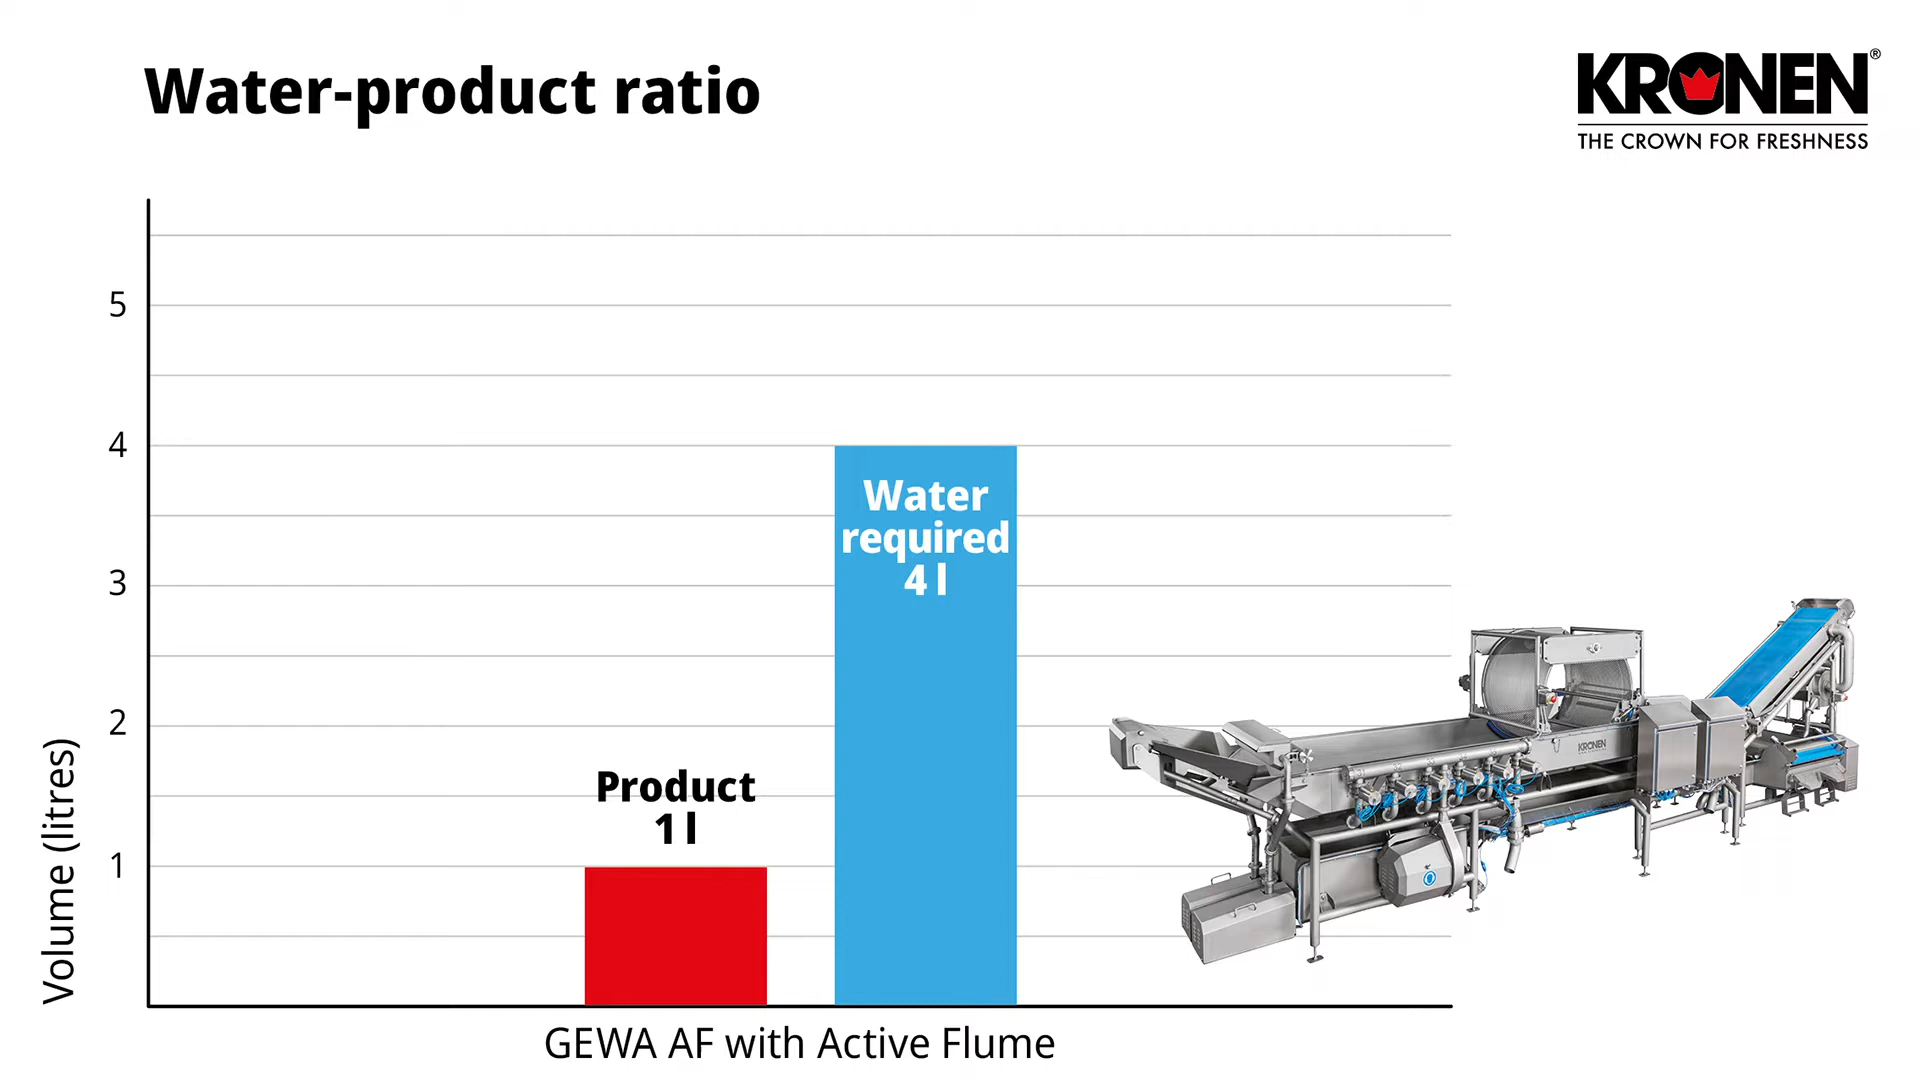 Water-product ratio
KRONEN®
THE CROWN FOR FRESHNESS
5
4
3
2
1
Volume (litres)
Water
required
4 l
Product
1 l
KRONEN
GEWA AF with Active Flume